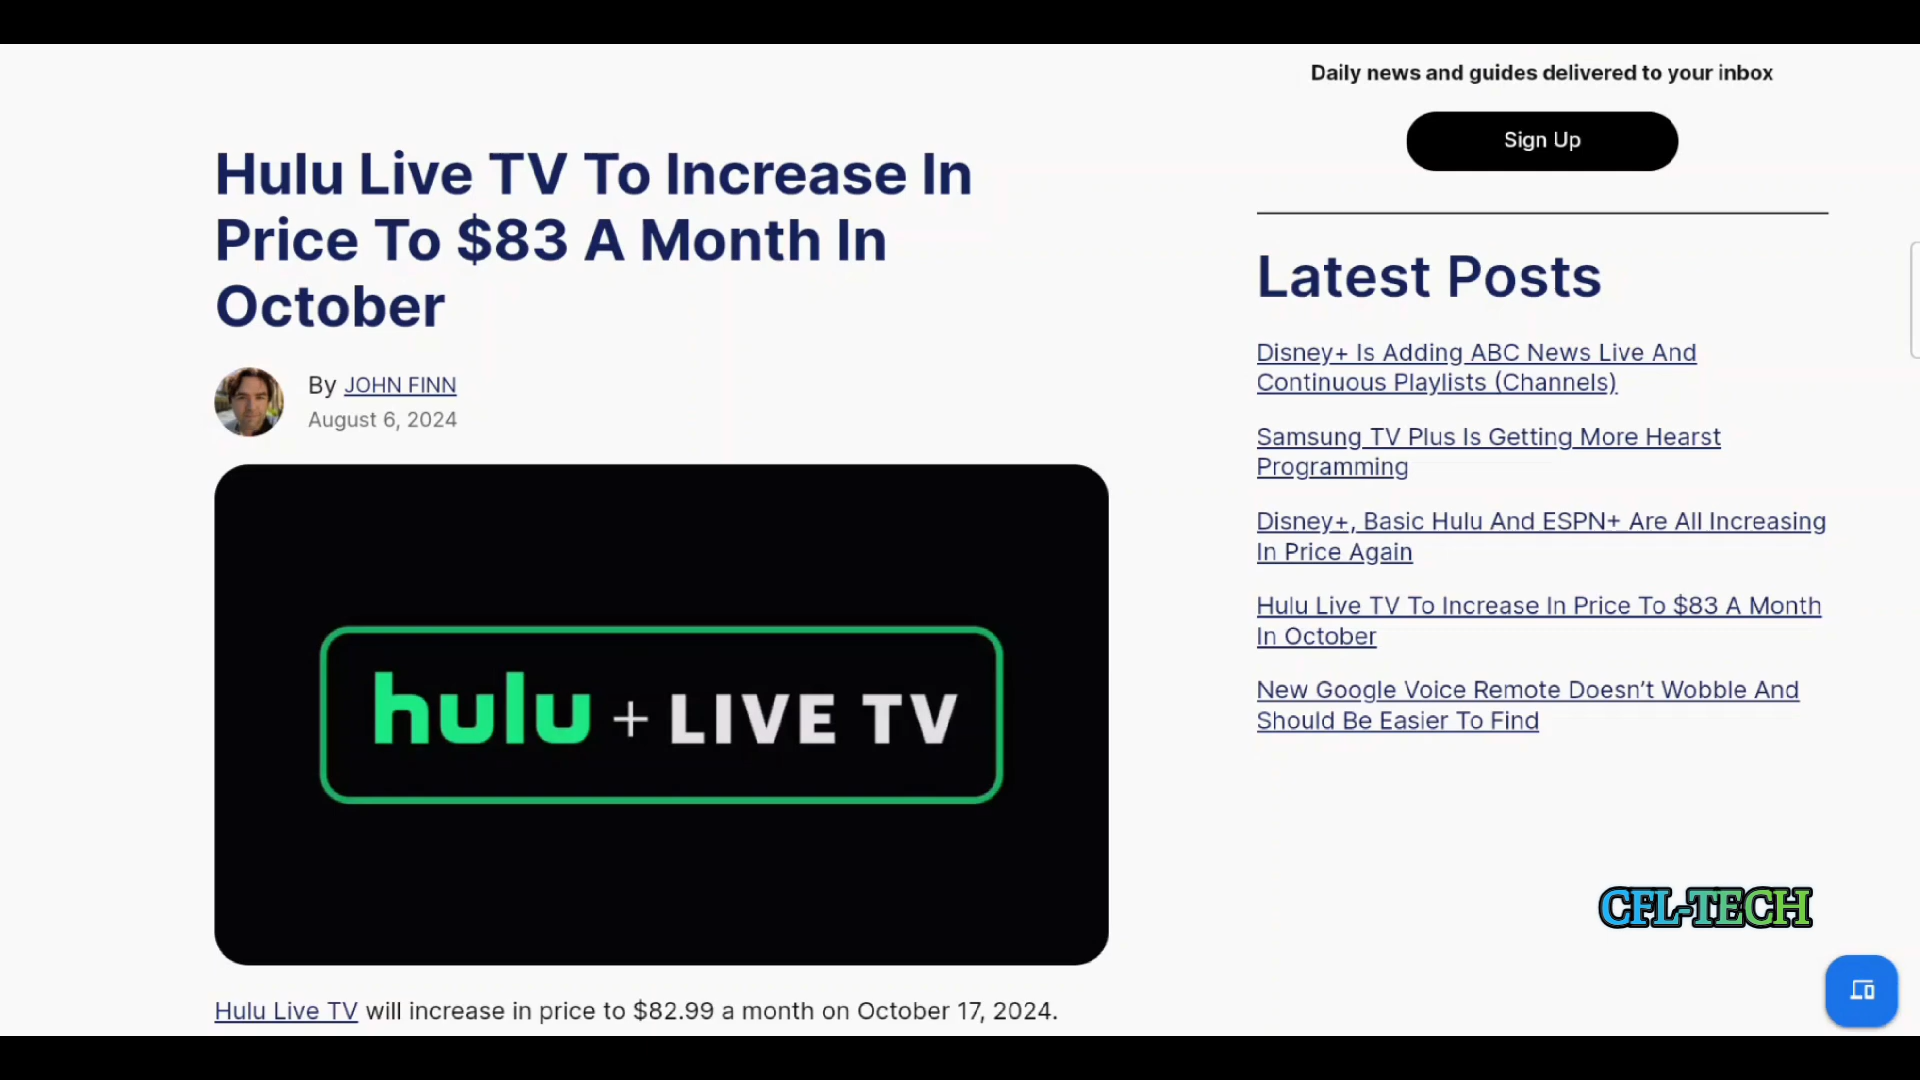 Daily news and guides delivered to your inbox
Sign Up
Hulu Live TV To Increase In
Price To $83 A Month In
October
By JOHN FINN
August 6, 2024
hulu + LIVE TV
Hulu Live TV will increase in price to $82.99 a month on October 17, 2024.
Latest Posts
Disney+ Is Adding ABC News Live And
Continuous Playlists (Channels)
Samsung TV Plus Is Getting More Hearst
Programming
Disney+, Basic Hulu And ESPN+ Are All Increasing
In Price Again
Hulu Live TV To Increase In Price To $83 A Month
In October
New Google Voice Remote Doesn’t Wobble And
Should Be Easier To Find
CFL-TECH